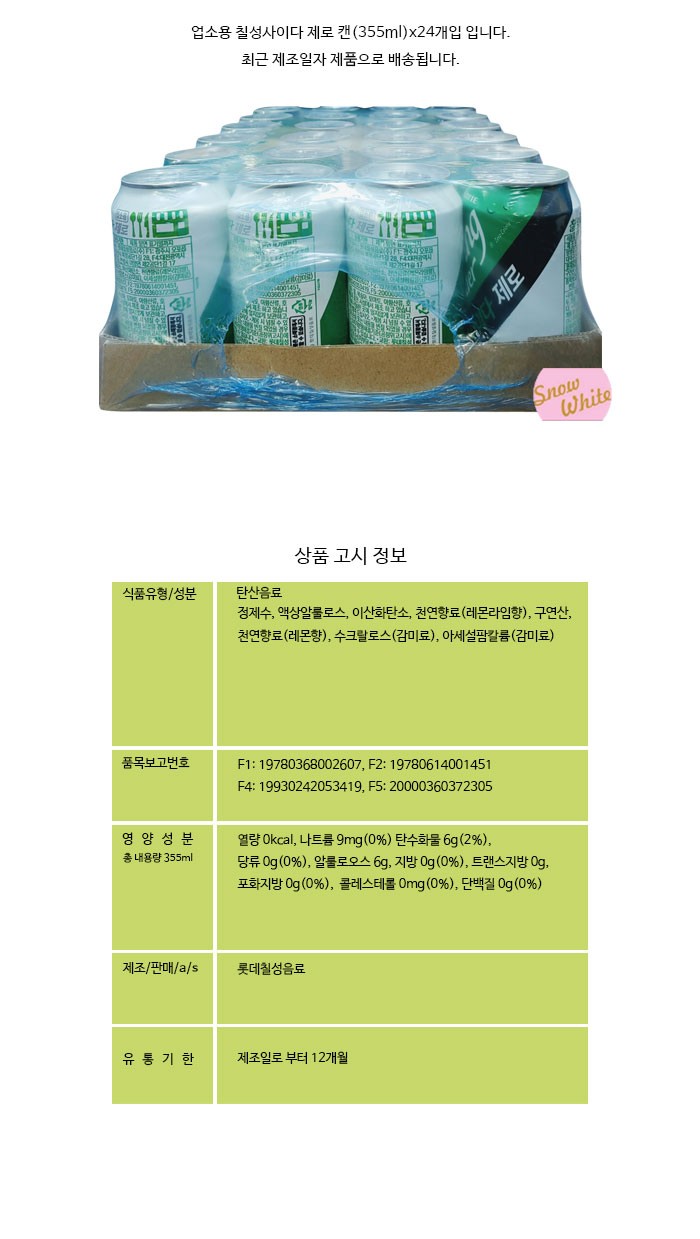 업소용 칠성사이다 제로 캔(355ml)x24개입 입니다.
최근 제조일자 제품으로 배송됩니다.
제로
Snow
White
상품 고시 정보
식품유형/성분
탄산음료
정제수, 액상알룰로스, 이산화탄소, 천연향료(레몬라임향), 구연산,
천연향료(레몬향), 수크랄로스(감미료), 아세설팜칼륨(감미료)
품목보고번호
F1: 19780368002607, F2: 19780614001451
F4: 19930242053419, F5: 20000360372305
영 양 성 분
총 내용량 355ml
열량 0kcal, 나트륨 9mg(0%) 탄수화물 6g(2%),
당류 0g(0%), 알룰로오스 6g, 지방 0g(0%), 트랜스지방 0g,
포화지방 0g(0%), 콜레스테롤 0mg(0%), 단백질 0g(0%)
제조/판매/a/s
롯데칠성음료
유 통 기 한
제조일로 부터 12개월